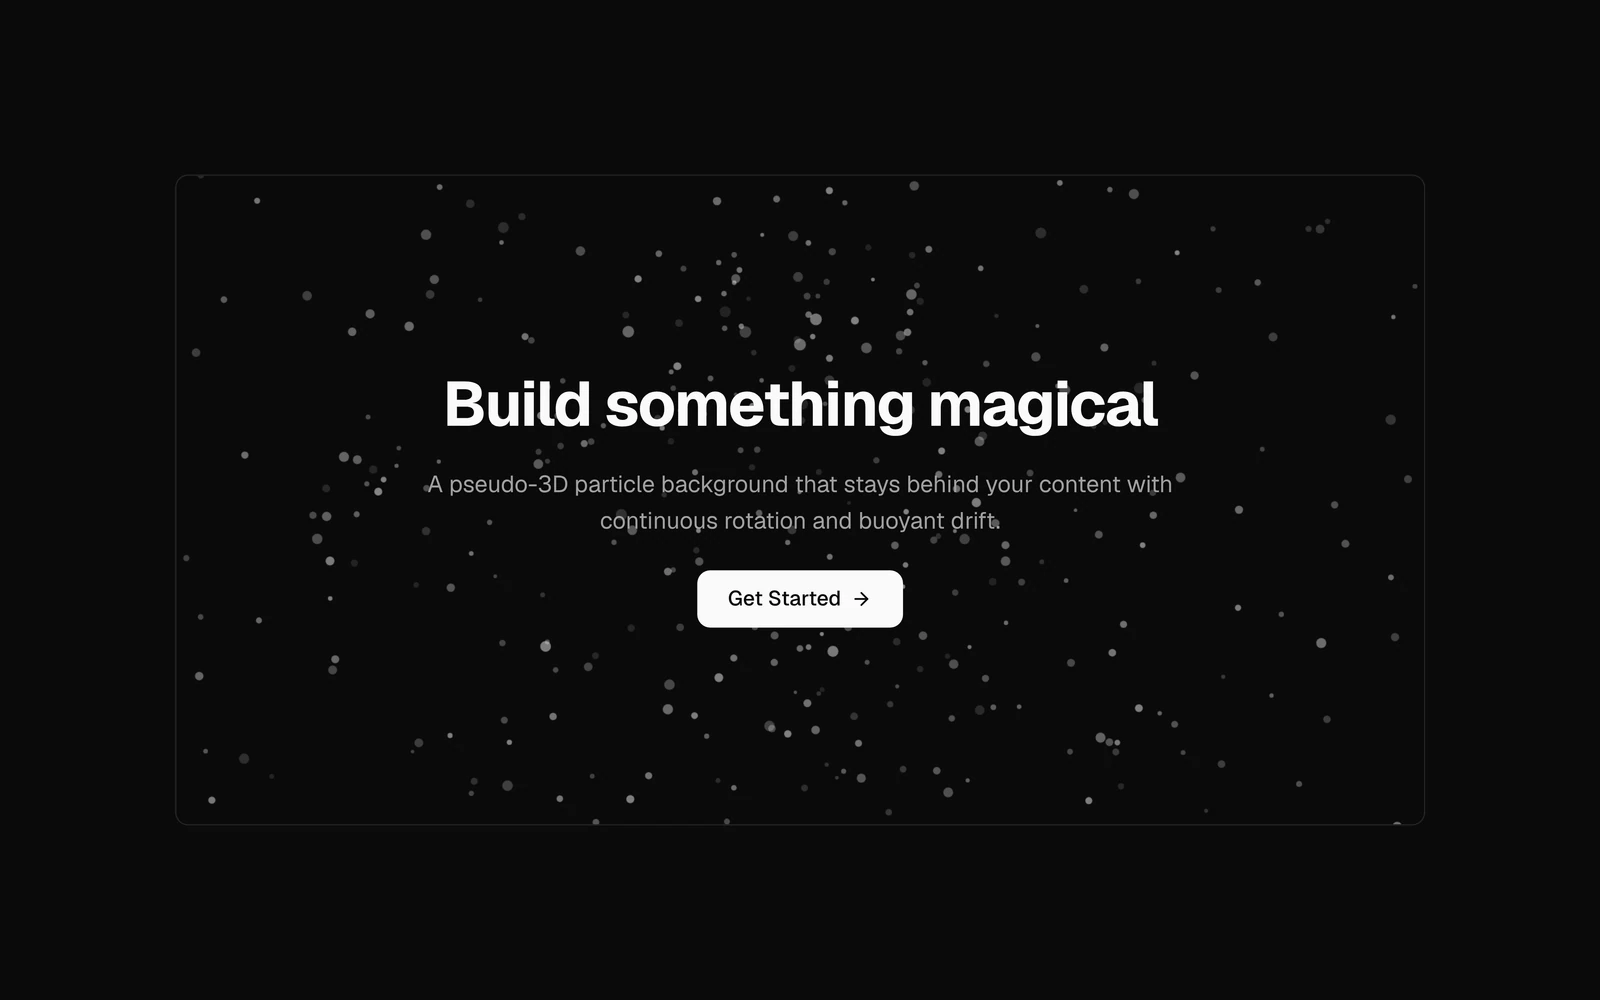 Build something magical
A pseudo-3D particle background that stays behind your content with
continuous rotation and buoyant drift.
Get Started →